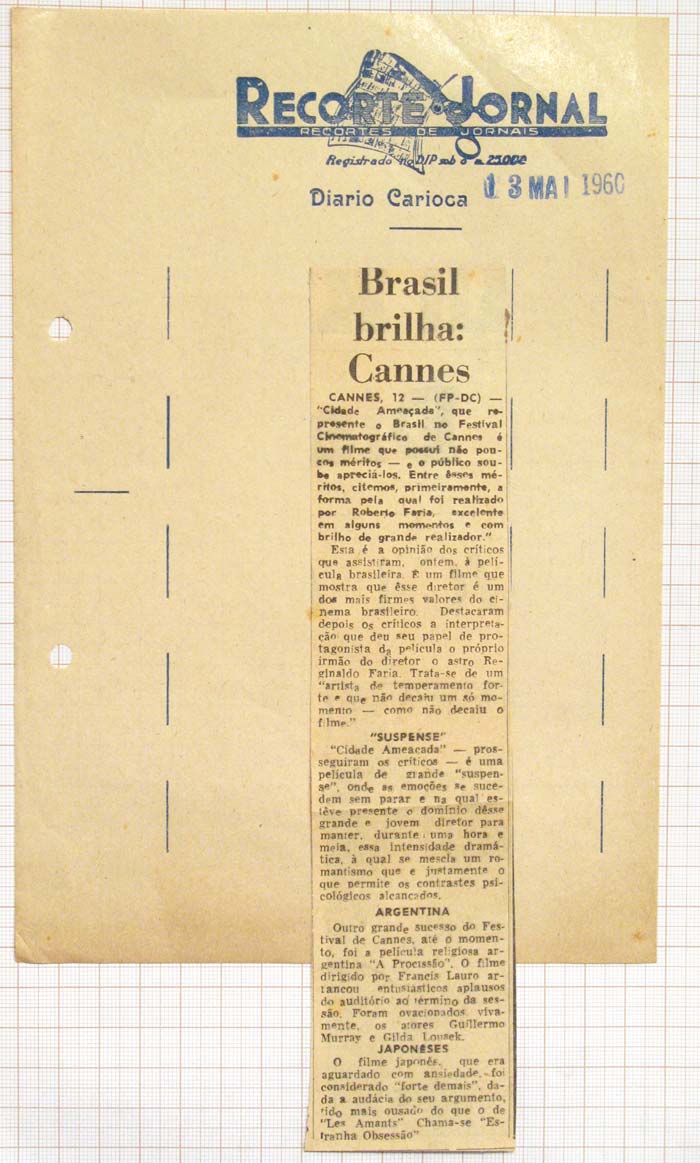 RECORTE JORNAL
RECORTES DE JORNAIS
Registrado no DIP sob o
Diario Carioca
13 MAI 1960
Brasil
brilha:
Cannes
CANNES, 12 — (FP-DC) —
"Cidade Ameaçada", que re-
presente o Brasil no Festival
Cinematográfico de Cannes é
um filme que possui não pou-
cos méritos — e o público sou-
be apreciá-los. Entre êsses mé-
ritos, citemos, primeiramente, a
forma pela qual foi realizado
por Roberto Faria, excelente
em alguns momentos e com
brilho de grande realizador."
Esta é a opinião dos críticos
que assistiram, ontem, à pelí-
cula brasileira. E um filme que
mostra que êsse diretor é um
dos mais firmes valores do ci-
nema brasileiro. Destacaram
depois os críticos a interpreta-
ção que deu seu papel de pro-
tagonista da película o próprio
irmão do diretor o astro Re-
ginaldo Faria. Trata-se de um
"artista de temperamento for-
te e que não decaiu um só mo-
mento — como não decaiu o
filme."
"SUSPENSE"
"Cidade Ameacada" — pros-
seguiram os críticos — é uma
película de grande "suspen-
se", onde as emoções se suce-
dem sem parar e na qual es-
têve presente o domínio dêsse
grande e jovem diretor para
manter, durante uma hora e
meia, essa intensidade dramá-
tica, à qual se mescla um ro-
mantismo que e justamente o
que permite os contrastes psi-
cológicos alcançados.
ARGENTINA
Outro grande sucesso do Fes-
tival de Cannes, até o momen-
to, foi a película religiosa ar-
gentina "A Procissão". O filme
dirigido por Francis Lauro ar-
rancou entusiásticos aplausos
do auditório ao término da ses-
são. Foram ovacionados viva-
mente, os atores Guillermo
Murray e Gilda Lousek.
JAPONÊSES
O filme japonês, que era
aguardado com ansiedade, foi
considerado "forte demais", da-
da a audácia do seu argumento,
tido mais ousado do que o de
"Les Amants" Chama-se "Es-
tranha Obsessão"